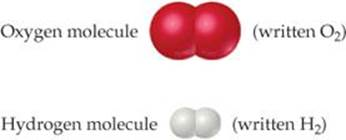 Oxygen molecule (written O₂)
Hydrogen molecule (written H₂)